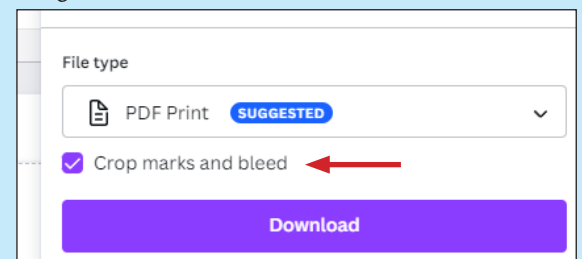 File type
PDF Print SUGGESTED
Crop marks and bleed
Download